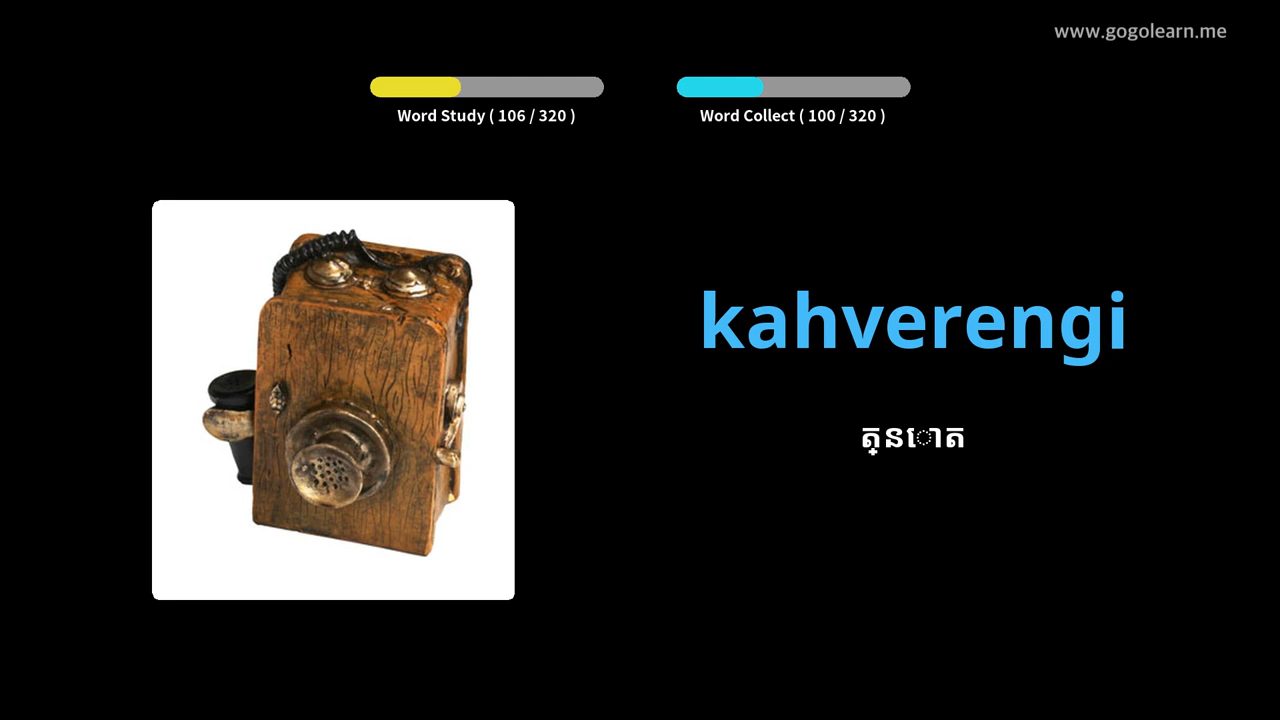 www.gogolearn.me
Word Study ( 106 / 320 )
Word Collect ( 100 / 320 )
kahverengi
ត្នោត